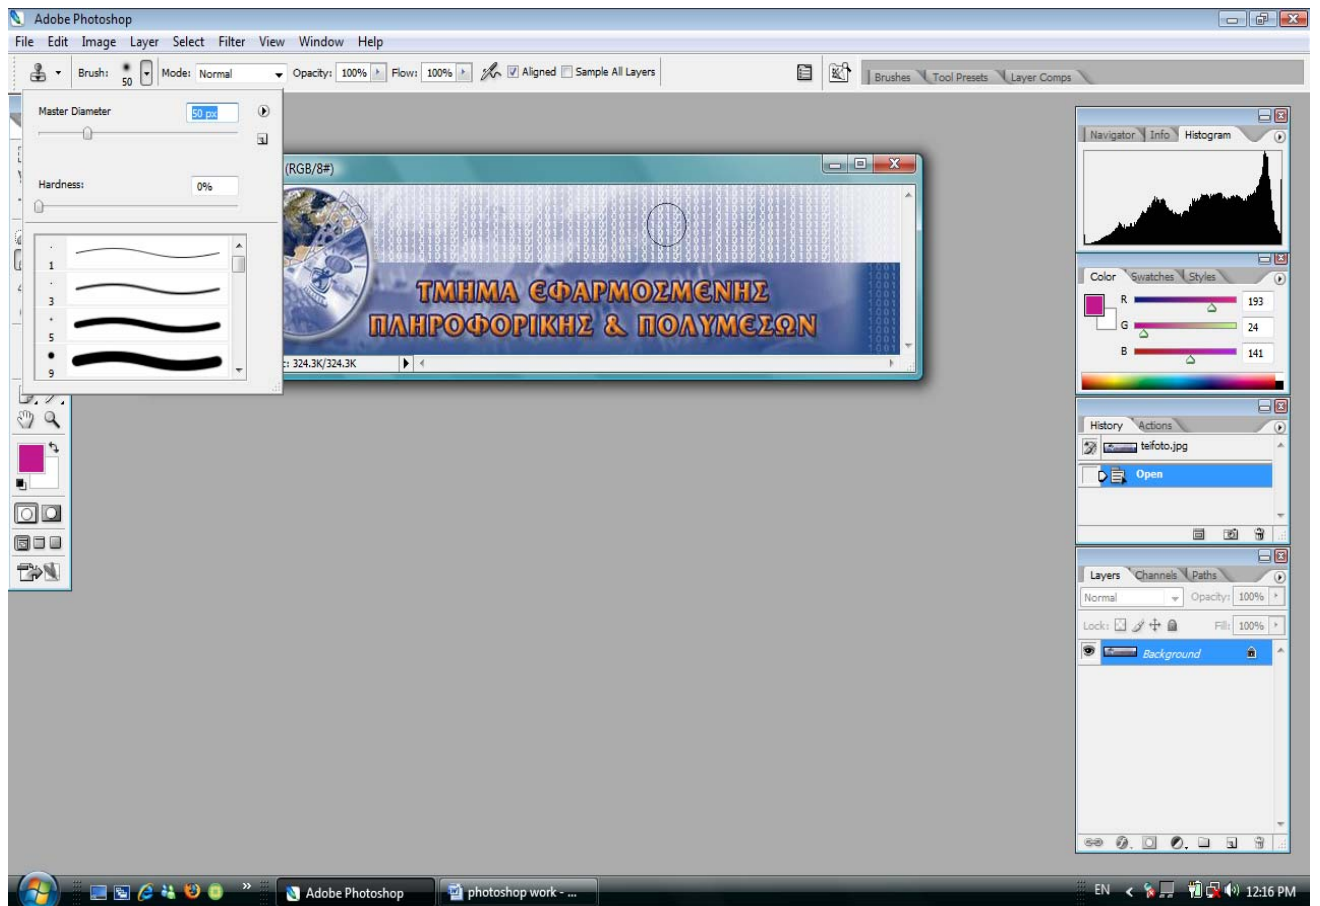 Adobe Photoshop
File Edit Image Layer Select Filter View Window Help
Brush: 50 Mode: Normal Opacity: 100% Flow: 100% Aligned Sample All Layers
Brushes Tool Presets Layer Comps
Master Diameter 50 px
Hardness: 0%
1
3
5
9
(RGB/8#)
ΤΜΗΜΑ ЄΦΑΡΜΟΣΜЄΝΗΣ
ΠΛΗΡΟΦΟΡΙΚΗΣ & ΠΟΛΥΜЄΣΩΝ
: 324.3K/324.3K
Navigator Info Histogram
Color Swatches Styles
R 193
G 24
B 141
History Actions
teifoto.jpg
Open
Layers Channels Paths
Normal Opacity: 100%
Lock: Fill: 100%
Background
Adobe Photoshop
photoshop work - ...
EN
12:16 PM